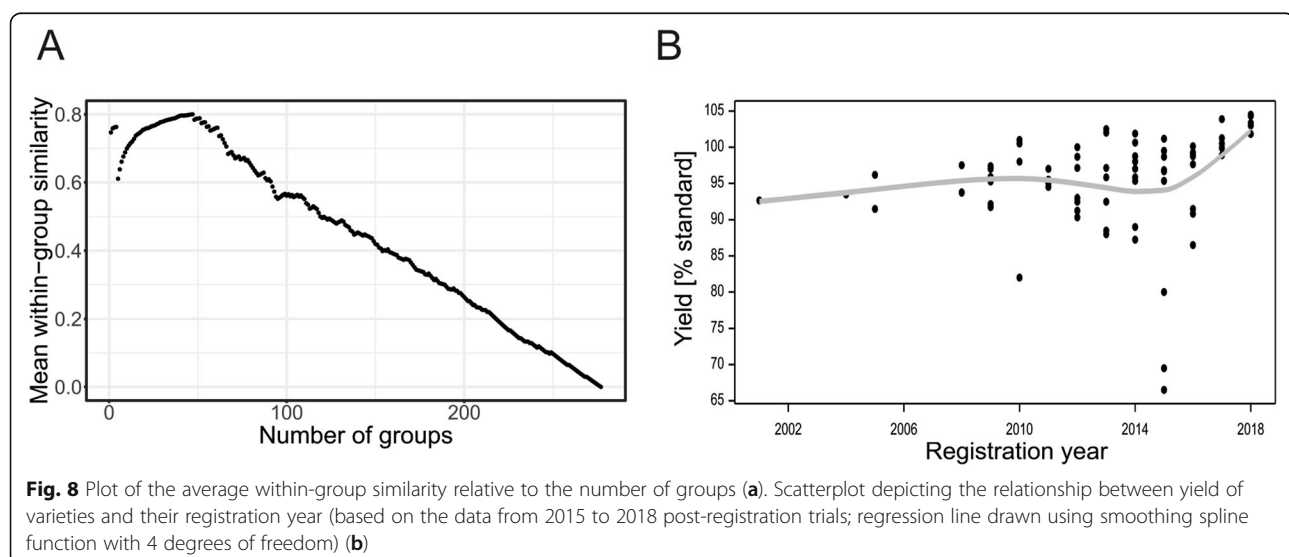 A
B
Mean within-group similarity
0.8
0.6
0.4
0.2
0.0
0
100
200
Number of groups
Yield [% standard]
105
100
95
90
85
80
75
70
65
2002
2006
2010
2014
2018
Registration year
Fig. 8 Plot of the average within-group similarity relative to the number of groups (a). Scatterplot depicting the relationship between yield of
varieties and their registration year (based on the data from 2015 to 2018 post-registration trials; regression line drawn using smoothing spline
function with 4 degrees of freedom) (b)